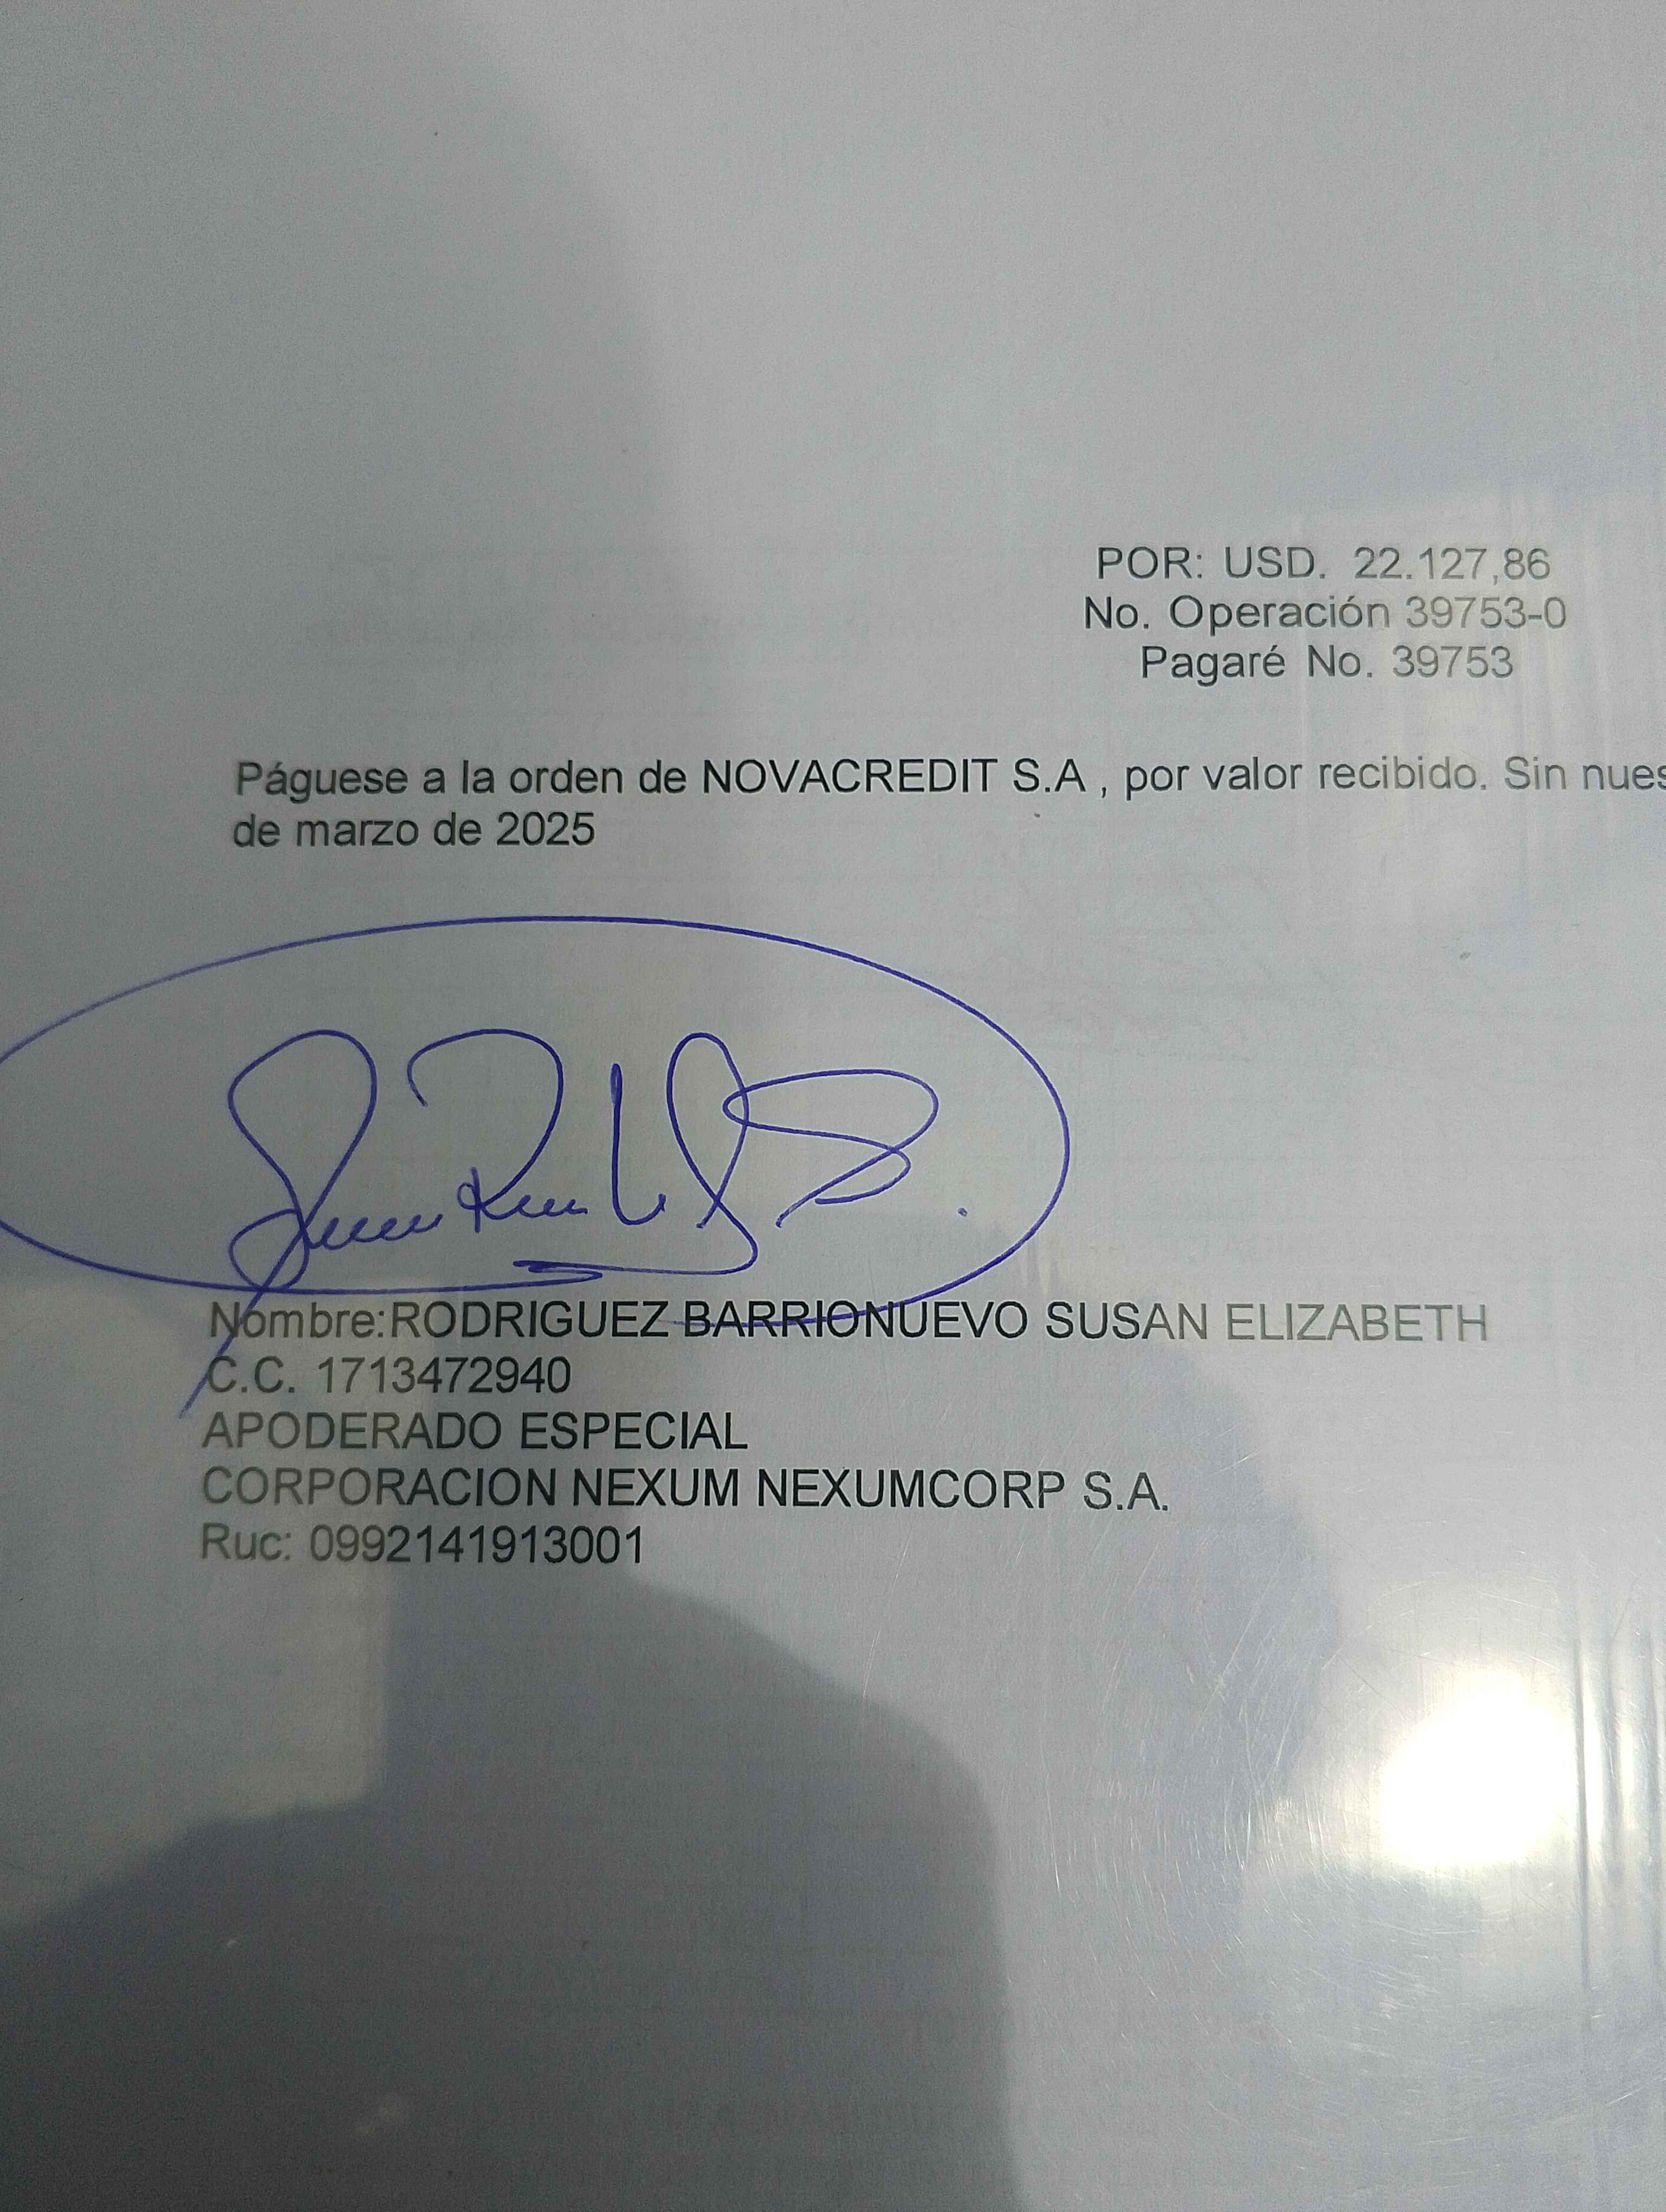 POR: USD. 22.127,86
No. Operación 39753-0
Pagaré No. 39753
Páguese a la orden de NOVACREDIT S.A , por valor recibido. Sin nues
de marzo de 2025
Nombre:RODRIGUEZ BARRIONUEVO SUSAN ELIZABETH
C.C. 1713472940
APODERADO ESPECIAL
CORPORACION NEXUM NEXUMCORP S.A.
Ruc: 0992141913001